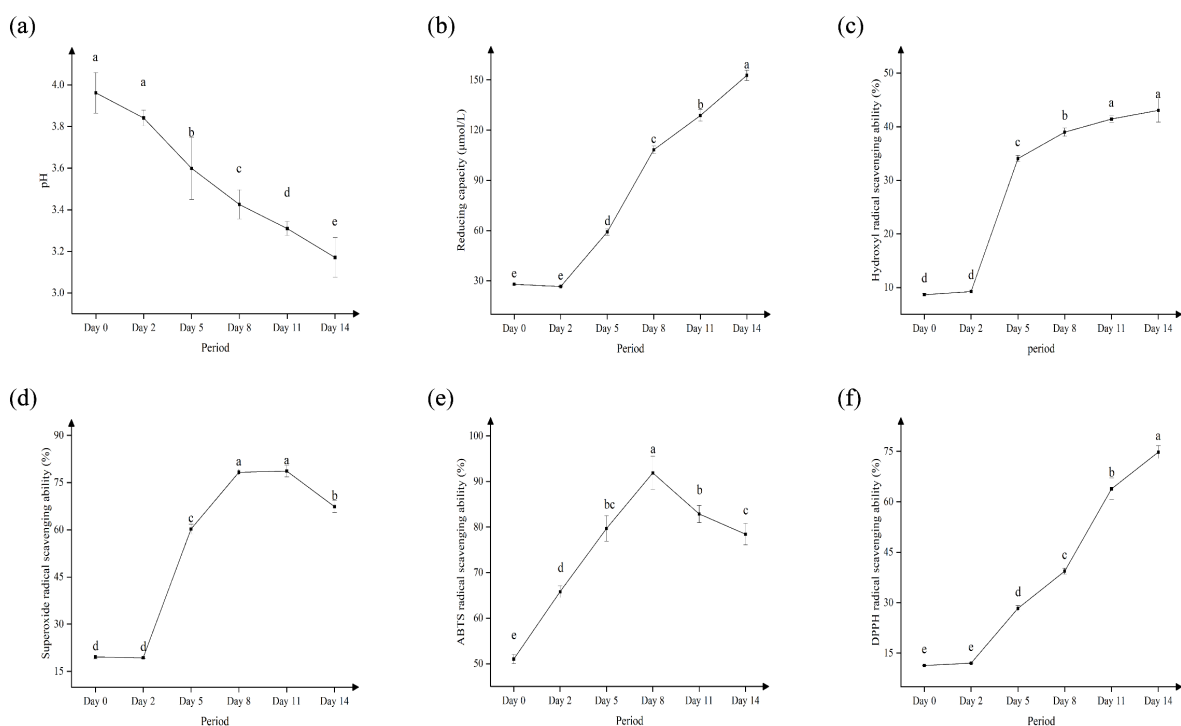 (a)
pH
4.0
3.8
3.6
3.4
3.2
3.0
a
a
b
c
d
e
Day 0 Day 2 Day 5 Day 8 Day 11 Day 14
Period
(b)
Reducing capacity (μmol/L)
150
120
90
60
30
e
e
d
c
b
a
Day 0 Day 2 Day 5 Day 8 Day 11 Day 14
Period
(c)
Hydroxyl radical scavenging ability (%)
50
40
30
20
10
d
d
c
b
a
a
Day 0 Day 2 Day 5 Day 8 Day 11 Day 14
period
(d)
Superoxide radical scavenging ability (%)
90
75
60
45
30
15
d
d
c
a
a
b
Day 0 Day 2 Day 5 Day 8 Day 11 Day 14
Period
(e)
ABTS radical scavenging ability (%)
100
90
80
70
60
50
e
d
bc
a
b
c
Day 0 Day 2 Day 5 Day 8 Day 11 Day 14
Period
(f)
DPPH radical scavenging ability (%)
75
60
45
30
15
e
e
d
c
b
a
Day 0 Day 2 Day 5 Day 8 Day 11 Day 14
Period